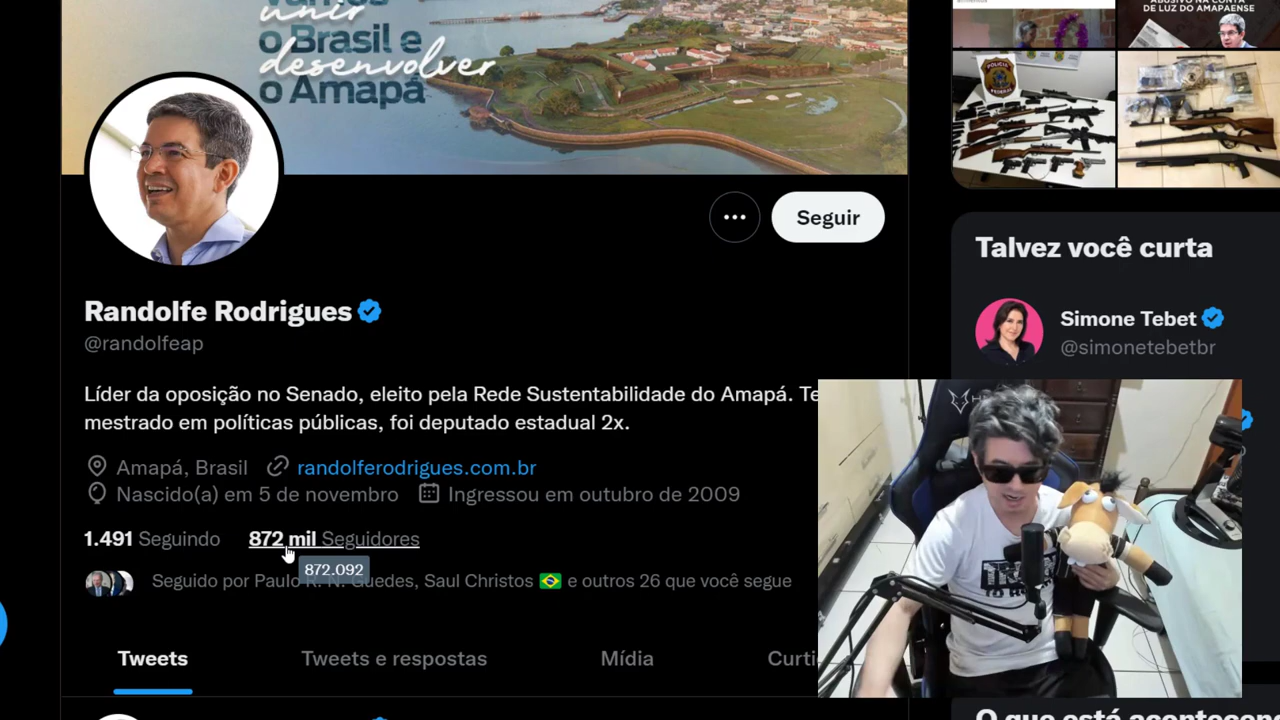 unir
o Brasil e
desenvolver
o Amapá
Seguir
Randolfe Rodrigues
@randolfeap
Líder da oposição no Senado, eleito pela Rede Sustentabilidade do Amapá. Te
mestrado em políticas públicas, foi deputado estadual 2x.
Amapá, Brasil
randolferodrigues.com.br
Nascido(a) em 5 de novembro
Ingressou em outubro de 2009
1.491 Seguindo
872 mil Seguidores
872.092
Seguido por Paulo R. N. Guedes, Saul Christos 🇧🇷 e outros 26 que você segue
Tweets
Tweets e respostas
Mídia
Curti
DE LUZ DO AMAPAENSE
POLÍCIA
FEDERAL
Talvez você curta
Simone Tebet
@simonetebetbr